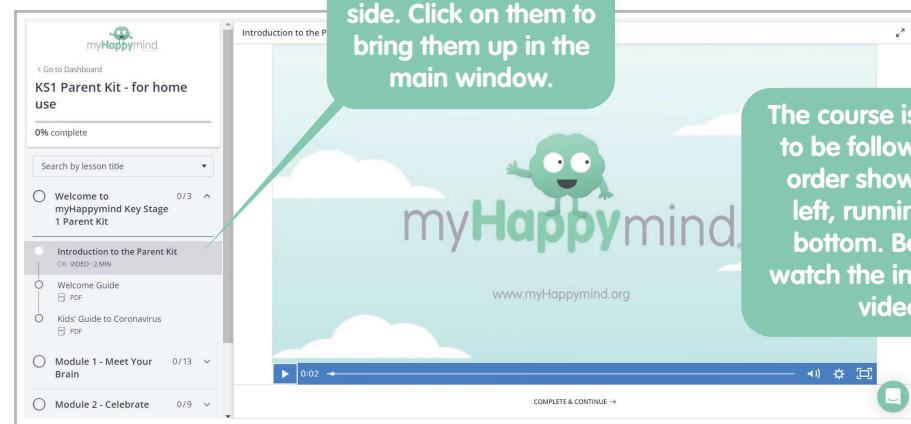 side. Click on them to
bring them up in the
main window.
myHappymind
< Go to Dashboard
KS1 Parent Kit - for home
use
0% complete
Search by lesson title
Welcome to
myHappymind Key Stage
1 Parent Kit
0/3
Introduction to the Parent Kit
VIDEO · 2 MIN
Welcome Guide
PDF
Kids' Guide to Coronavirus
PDF
Module 1 - Meet Your
Brain
0/13
Module 2 - Celebrate
0/9
Introduction to the P
myHappymind
www.myHappymind.org
0:02
COMPLETE & CONTINUE →
The course is
to be follow
order show
left, runnin
bottom. Be
watch the in
vide